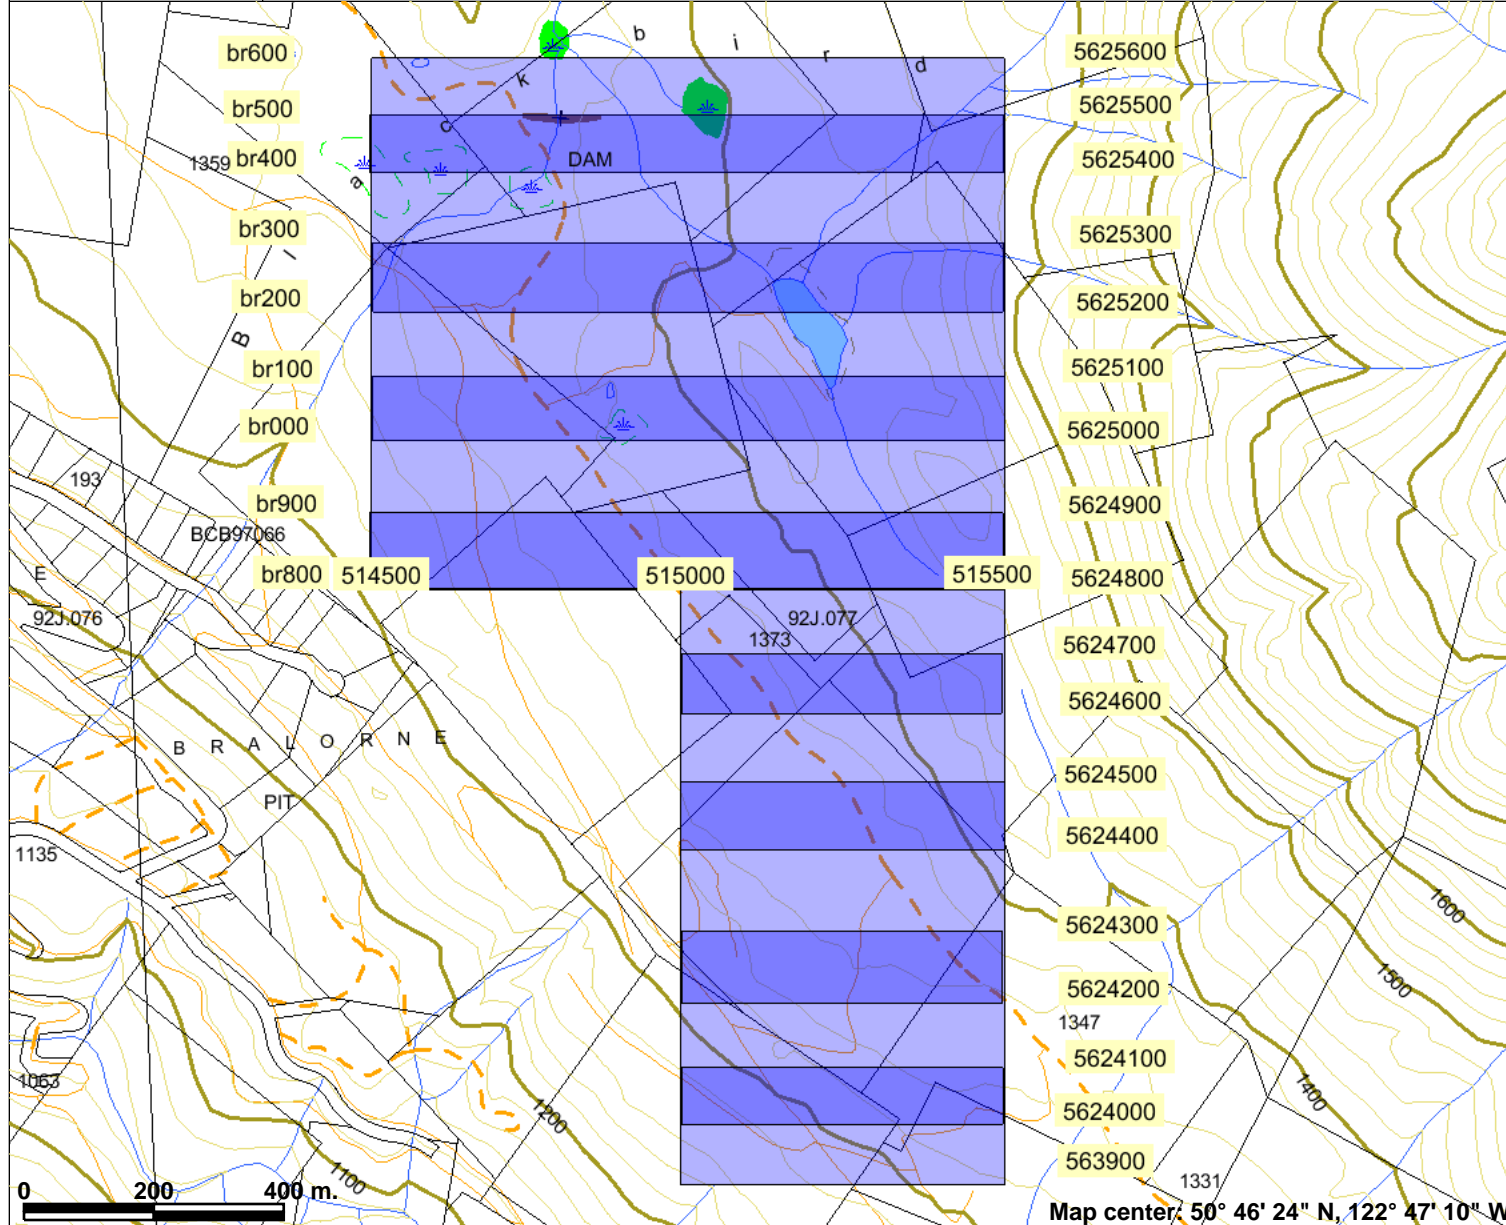 b i r d
br600 5625600
k
br500 5625500
c
1359 br400 DAM 5625400
a
br300 5625300
l
br200 5625200
B
br100 5625100
br000 5625000
193
br900 5624900
BCB97066
E br800 514500 515000 515500 5624800
92J.076 92J.077
1373 5624700
5624600
B R A L O R N E
5624500
PIT
5624400
1135
1600
5624300
1500
5624200
1347
5624100
1063
1400
1200 5624000
563900
1100 1331
0 200 400 m.
Map center: 50° 46' 24" N, 122° 47' 10" W